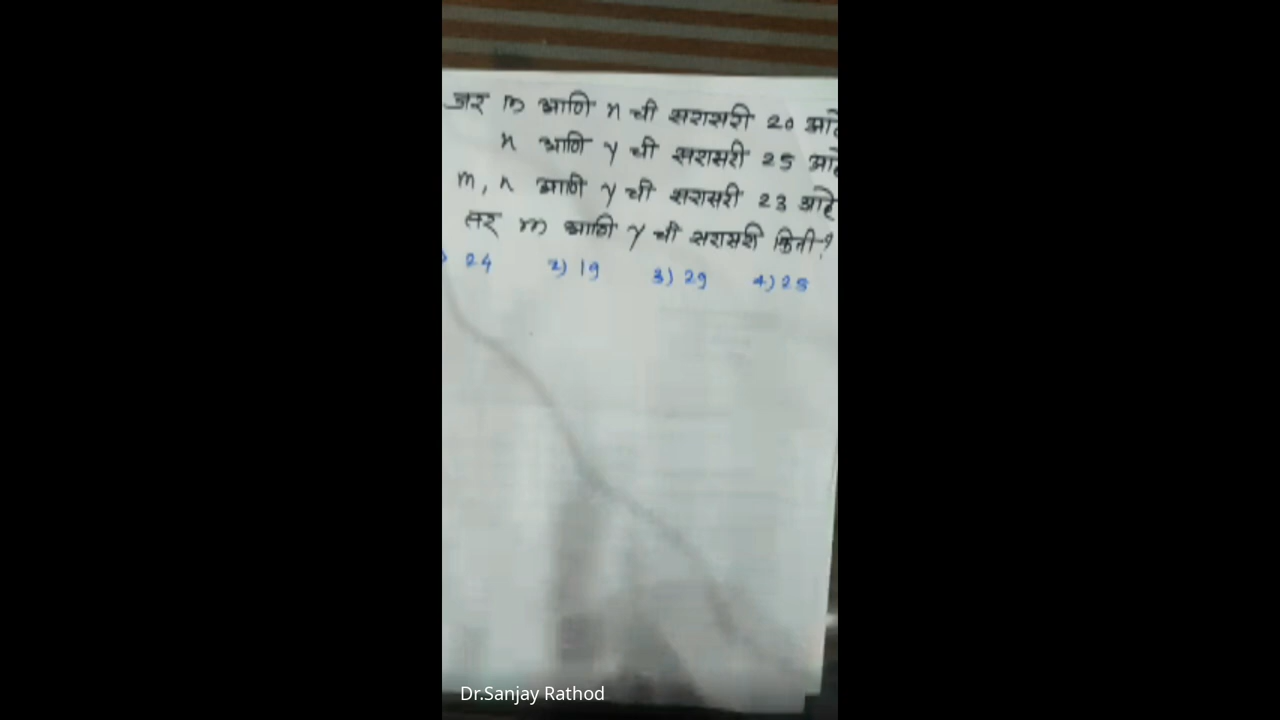 जर m आणि n ची सरासरी 20 आहे
n आणि y ची सरासरी 25 आहे
m, n आणि y ची सरासरी 23 आहे
तर m आणि y ची सरासरी किती?
24 2) 19 3) 29 4) 25
Dr.Sanjay Rathod